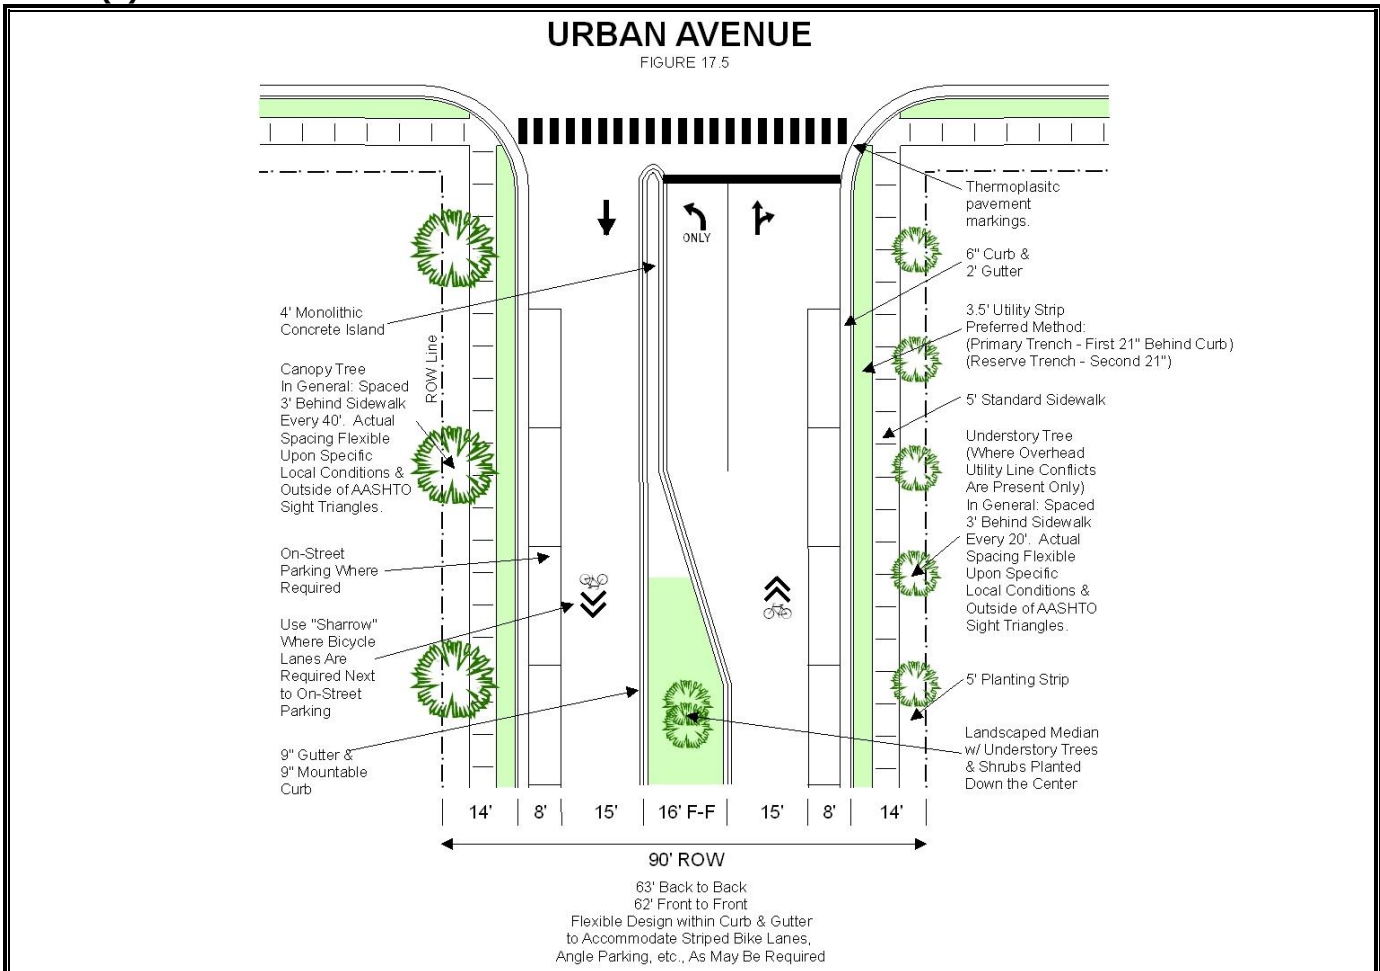 URBAN AVENUE
FIGURE 17.5
ONLY
4' Monolithic
Concrete Island
ROW Line
Canopy Tree
In General: Spaced
3' Behind Sidewalk
Every 40'. Actual
Spacing Flexible
Upon Specific
Local Conditions &
Outside of AASHTO
Sight Triangles.
On-Street
Parking Where
Required
Use "Sharrow"
Where Bicycle
Lanes Are
Required Next
to On-Street
Parking
9" Gutter &
9" Mountable
Curb
Thermoplasitc
pavement
markings.
6" Curb &
2' Gutter
3.5' Utility Strip
Preferred Method:
(Primary Trench - First 21" Behind Curb)
(Reserve Trench - Second 21")
5' Standard Sidewalk
Understory Tree
(Where Overhead
Utility Line Conflicts
Are Present Only)
In General: Spaced
3' Behind Sidewalk
Every 20'. Actual
Spacing Flexible
Upon Specific
Local Conditions &
Outside of AASHTO
Sight Triangles.
5' Planting Strip
Landscaped Median
w/ Understory Trees
& Shrubs Planted
Down the Center
14' 8' 15' 16' F-F 15' 8' 14'
90' ROW
63' Back to Back
62' Front to Front
Flexible Design within Curb & Gutter
to Accommodate Striped Bike Lanes,
Angle Parking, etc., As May Be Required